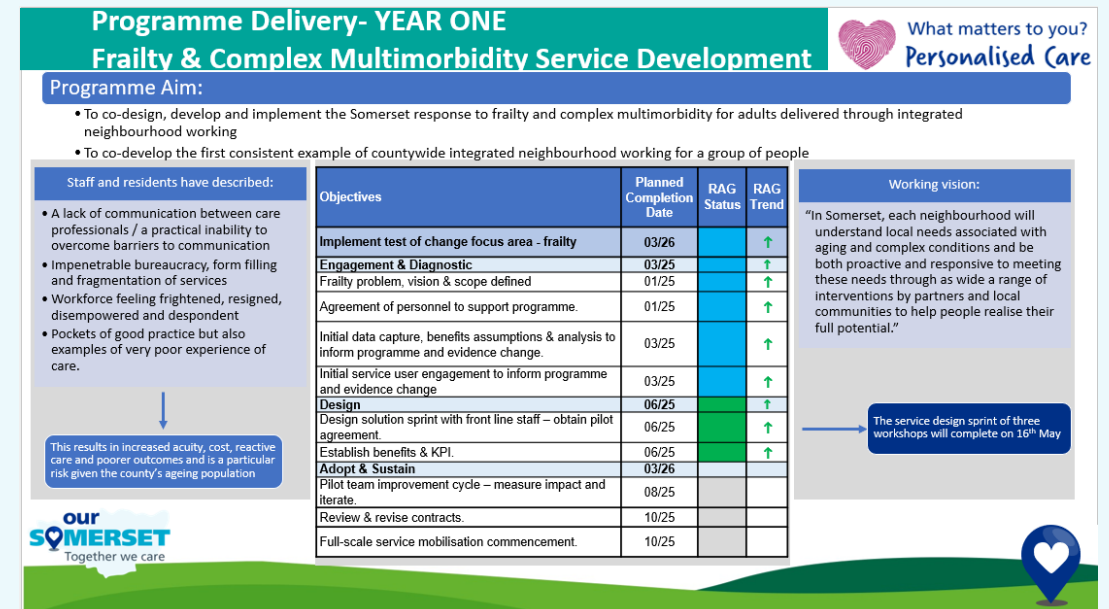 Programme Delivery- YEAR ONE
Frailty & Complex Multimorbidity Service Development
What matters to you?
Personalised Care
Programme Aim:
• To co-design, develop and implement the Somerset response to frailty and complex multimorbidity for adults delivered through integrated
neighbourhood working
• To co-develop the first consistent example of countywide integrated neighbourhood working for a group of people
Staff and residents have described:
• A lack of communication between care
professionals / a practical inability to
overcome barriers to communication
• Impenetrable bureaucracy, form filling
and fragmentation of services
• Workforce feeling frightened, resigned,
disempowered and despondent
• Pockets of good practice but also
examples of very poor experience of
care.
This results in increased acuity, cost, reactive
care and poorer outcomes and is a particular
risk given the county's ageing population
Objectives
Planned
Completion
Date
RAG
Status
RAG
Trend
Implement test of change focus area - frailty 03/26 ↑
Engagement & Diagnostic 03/25 ↑
Frailty problem, vision & scope defined 01/25 ↑
Agreement of personnel to support programme. 01/25 ↑
Initial data capture, benefits assumptions & analysis to
inform programme and evidence change. 03/25 ↑
Initial service user engagement to inform programme
and evidence change 03/25 ↑
Design 06/25 ↑
Design solution sprint with front line staff – obtain pilot
agreement. 06/25 ↑
Establish benefits & KPI. 06/25 ↑
Adopt & Sustain 03/26
Pilot team improvement cycle – measure impact and
iterate. 08/25
Review & revise contracts. 10/25
Full-scale service mobilisation commencement. 10/25
Working vision:
“In Somerset, each neighbourhood will
understand local needs associated with
aging and complex conditions and be
both proactive and responsive to meeting
these needs through as wide a range of
interventions by partners and local
communities to help people realise their
full potential.”
The service design sprint of three
workshops will complete on 16th May
our
SOMERSET
Together we care